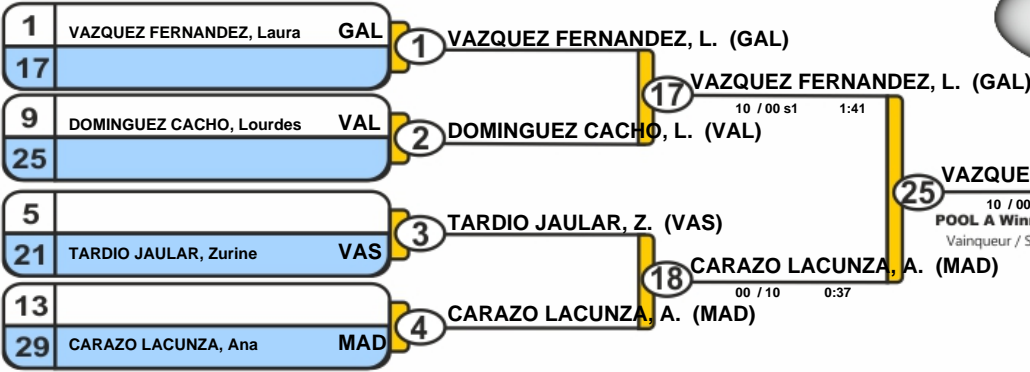 1 VAZQUEZ FERNANDEZ, Laura GAL
17
1 VAZQUEZ FERNANDEZ, L. (GAL)
9 DOMINGUEZ CACHO, Lourdes VAL
25
2 DOMINGUEZ CACHO, L. (VAL)
17 VAZQUEZ FERNANDEZ, L. (GAL)
10 / 00 s1 1:41
5
21 TARDIO JAULAR, Zurine VAS
3 TARDIO JAULAR, Z. (VAS)
13
29 CARAZO LACUNZA, Ana MAD
4 CARAZO LACUNZA, A. (MAD)
18 CARAZO LACUNZA, A. (MAD)
00 / 10 0:37
25 VAZQUE
10 / 00
POOL A Win
Vainqueur / S